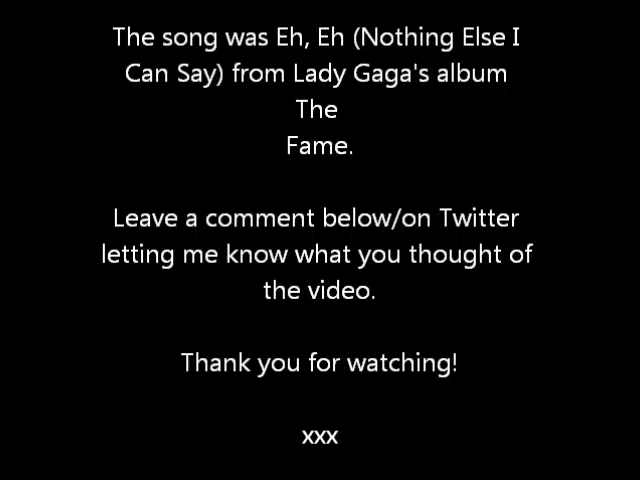 The song was Eh, Eh (Nothing Else I
Can Say) from Lady Gaga's album
The
Fame.
Leave a comment below/on Twitter
letting me know what you thought of
the video.
Thank you for watching!
xxx